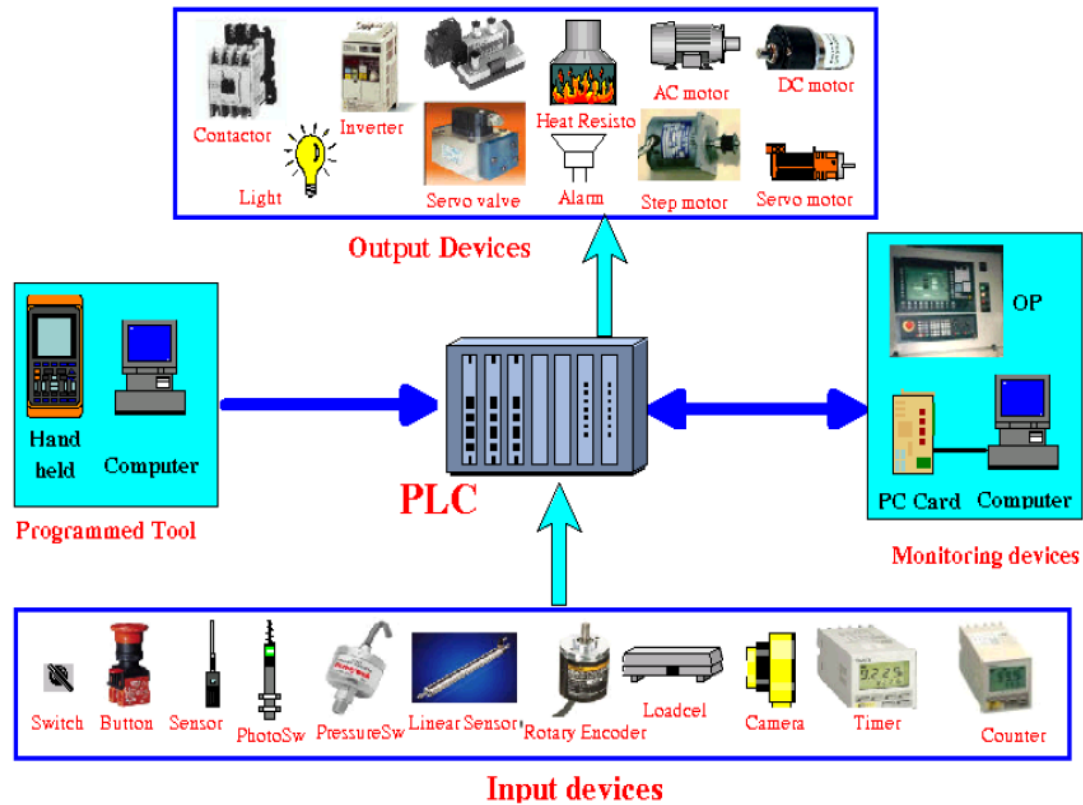 Contactor
Inverter
Heat Resisto
AC motor
DC motor
Light
Servo valve
Alarm
Step motor
Servo motor
Output Devices
Hand
held
Computer
Programmed Tool
PLC
OP
PC Card
Computer
Monitoring devices
Switch
Button
Sensor
PhotoSw
PressureSw
Linear Sensor
Rotary Encoder
Loadcel
Camera
Timer
Counter
Input devices